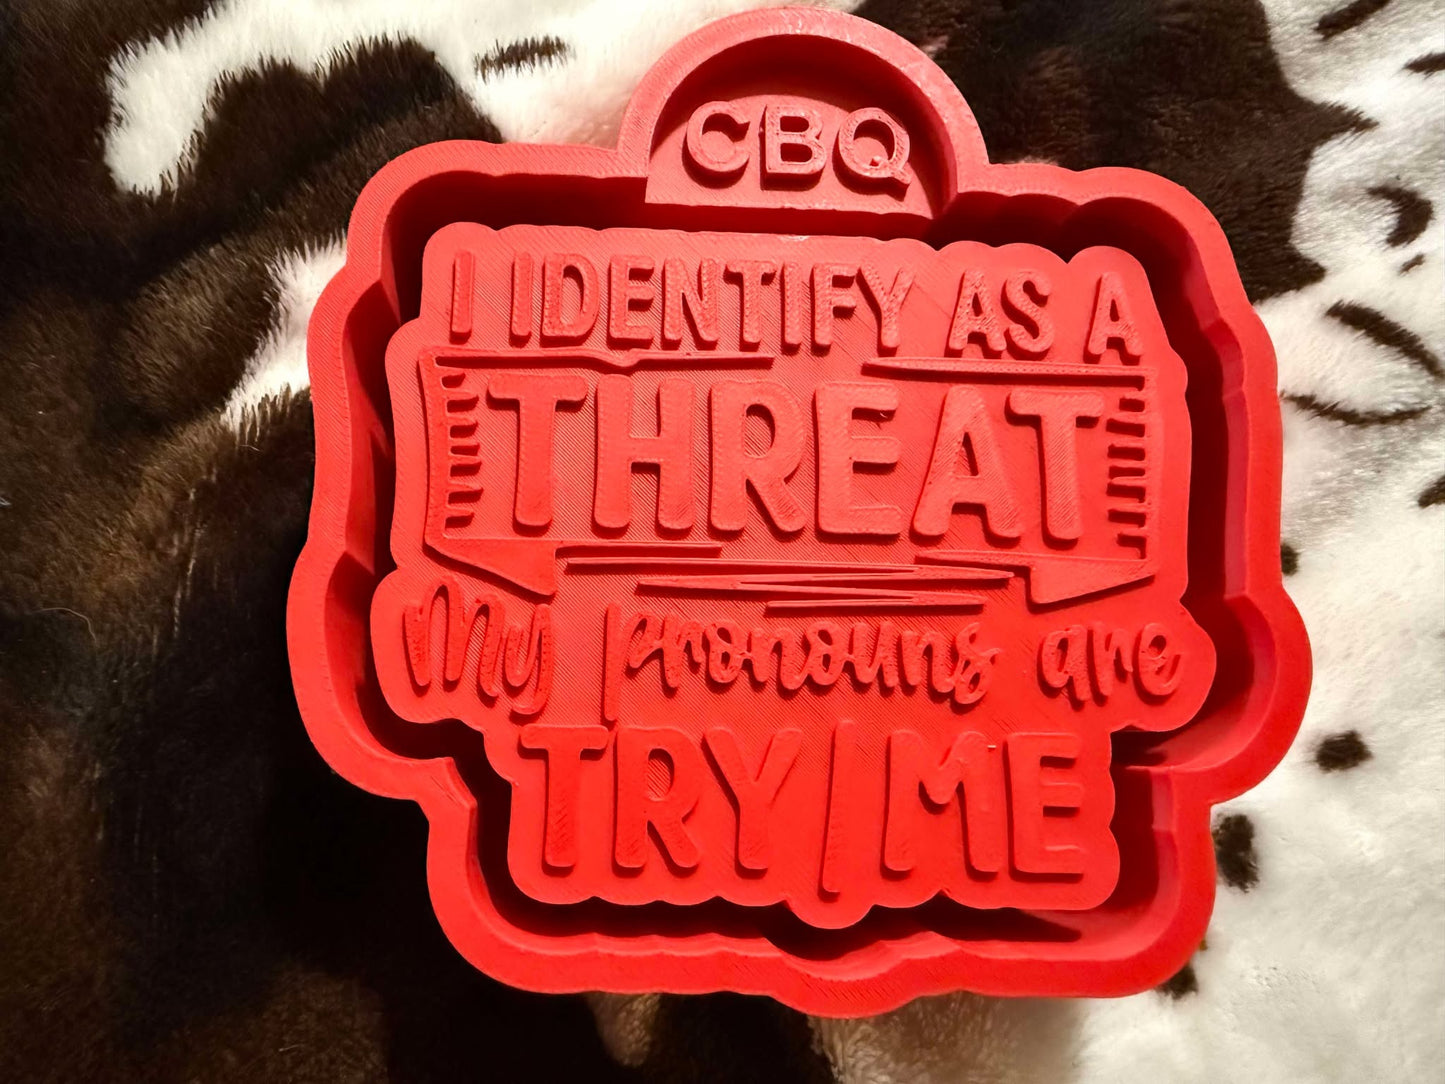 CBQ
I IDENTIFY AS A
THREAT
My pronouns are
TRY/ME